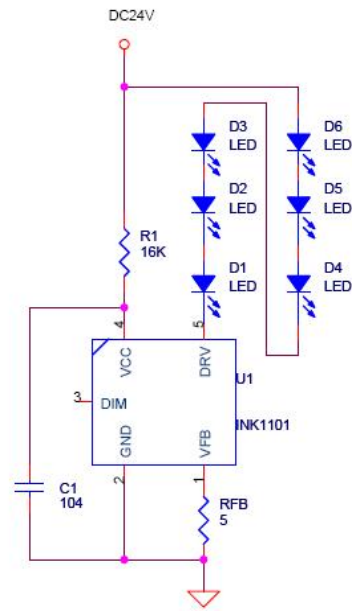 DC24V
D3
LED
D6
LED
D2
LED
D5
LED
R1
16K
D1
LED
D4
LED
4
5
VCC
DRV
U1
3
DIM
INK1101
GND
VFB
C1
104
2
1
RFB
5